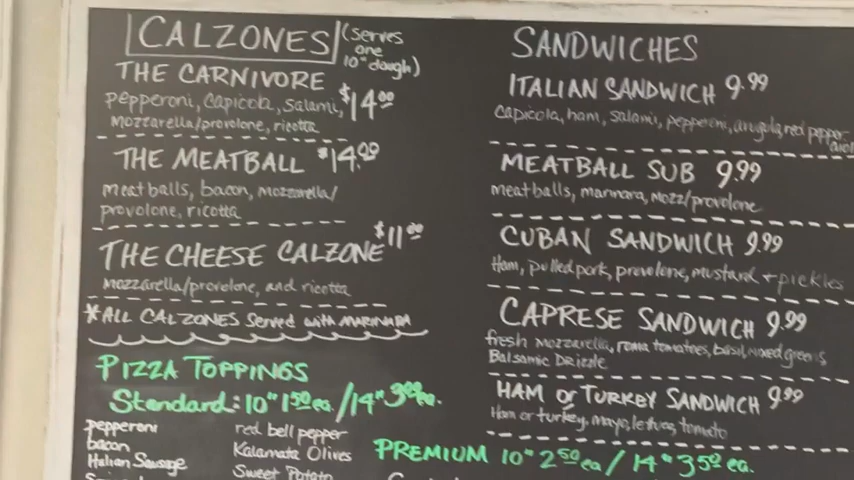 CALZONES (serves one 10" dough)
THE CARNIVORE $14.00
pepperoni, capicola, salami,
mozzarella/provolone, ricotta
THE MEATBALL $14.00
meatballs, bacon, mozzarella/
provolone, ricotta
THE CHEESE CALZONE $11.00
mozzarella/provolone, and ricotta
*ALL CALZONES Served with MARINARA
PIZZA TOPPINGS
Standard: 10" 1.50 ea. / 14" 3.00 ea.
pepperoni
bacon
Italian Sausage
red bell pepper
Kalamata Olives
Sweet Potato
SANDWICHES
ITALIAN SANDWICH 9.99
Capicola, ham, salami, pepperoni, arugula, red pepper
aioli
MEATBALL SUB 9.99
meatballs, marinara, mozz/provolone
CUBAN SANDWICH 9.99
Ham, pulled pork, provolone, mustard + pickles
CAPRESE SANDWICH 9.99
fresh mozzarella, roma tomatoes, basil, mixed greens
Balsamic Drizzle
HAM or TURKEY SANDWICH 9.99
Ham or turkey, mayo, lettuce, tomato
PREMIUM 10" 2.50 ea / 14" 3.50 ea.